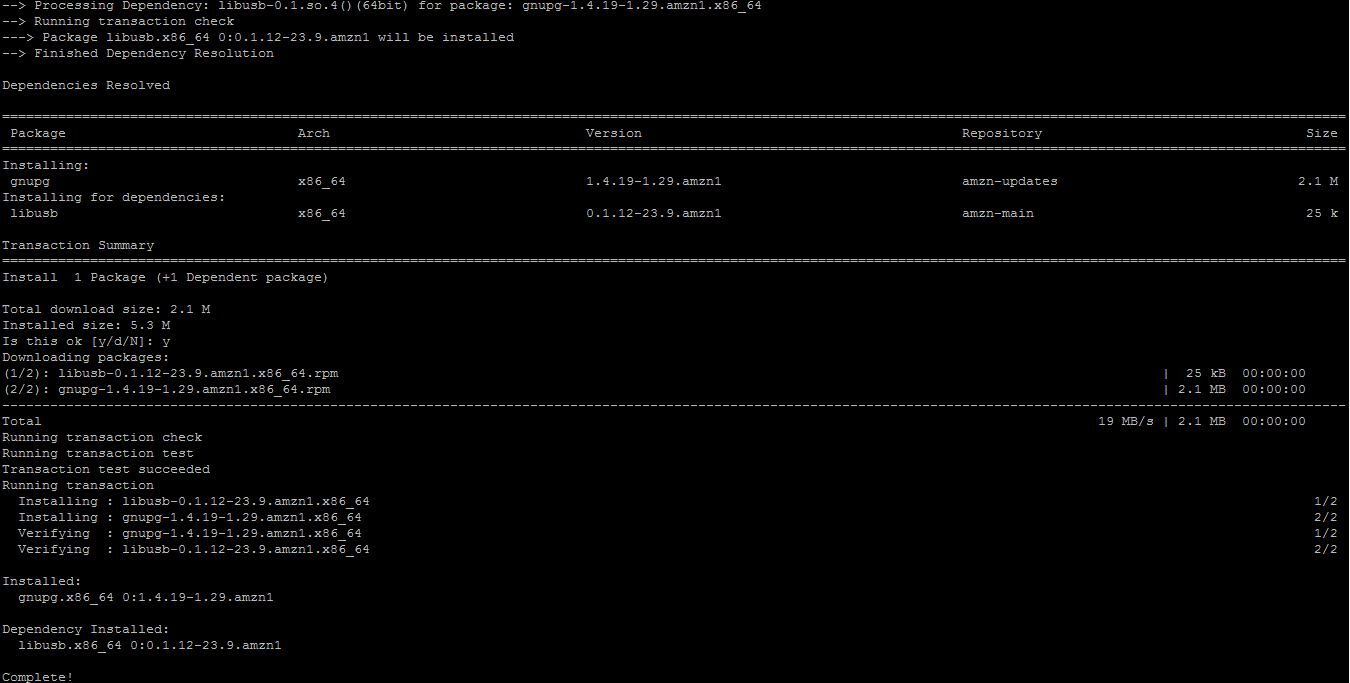 --> Processing Dependency: libusb-0.1.so.4()(64bit) for package: gnupg-1.4.19-1.29.amzn1.x86_64
--> Running transaction check
---> Package libusb.x86_64 0:0.1.12-23.9.amzn1 will be installed
--> Finished Dependency Resolution
Dependencies Resolved
Package Arch Version Repository Size
Installing:
gnupg x86_64 1.4.19-1.29.amzn1 amzn-updates 2.1 M
Installing for dependencies:
libusb x86_64 0.1.12-23.9.amzn1 amzn-main 25 k
Transaction Summary
Install  1 Package (+1 Dependent package)
Total download size: 2.1 M
Installed size: 5.3 M
Is this ok [y/d/N]: y
Downloading packages:
(1/2): libusb-0.1.12-23.9.amzn1.x86_64.rpm | 25 kB 00:00:00
(2/2): gnupg-1.4.19-1.29.amzn1.x86_64.rpm | 2.1 MB 00:00:00
Total 19 MB/s | 2.1 MB 00:00:00
Running transaction check
Running transaction test
Transaction test succeeded
Running transaction
Installing : libusb-0.1.12-23.9.amzn1.x86_64 1/2
Installing : gnupg-1.4.19-1.29.amzn1.x86_64 2/2
Verifying  : gnupg-1.4.19-1.29.amzn1.x86_64 1/2
Verifying  : libusb-0.1.12-23.9.amzn1.x86_64 2/2
Installed:
gnupg.x86_64 0:1.4.19-1.29.amzn1
Dependency Installed:
libusb.x86_64 0:0.1.12-23.9.amzn1
Complete!